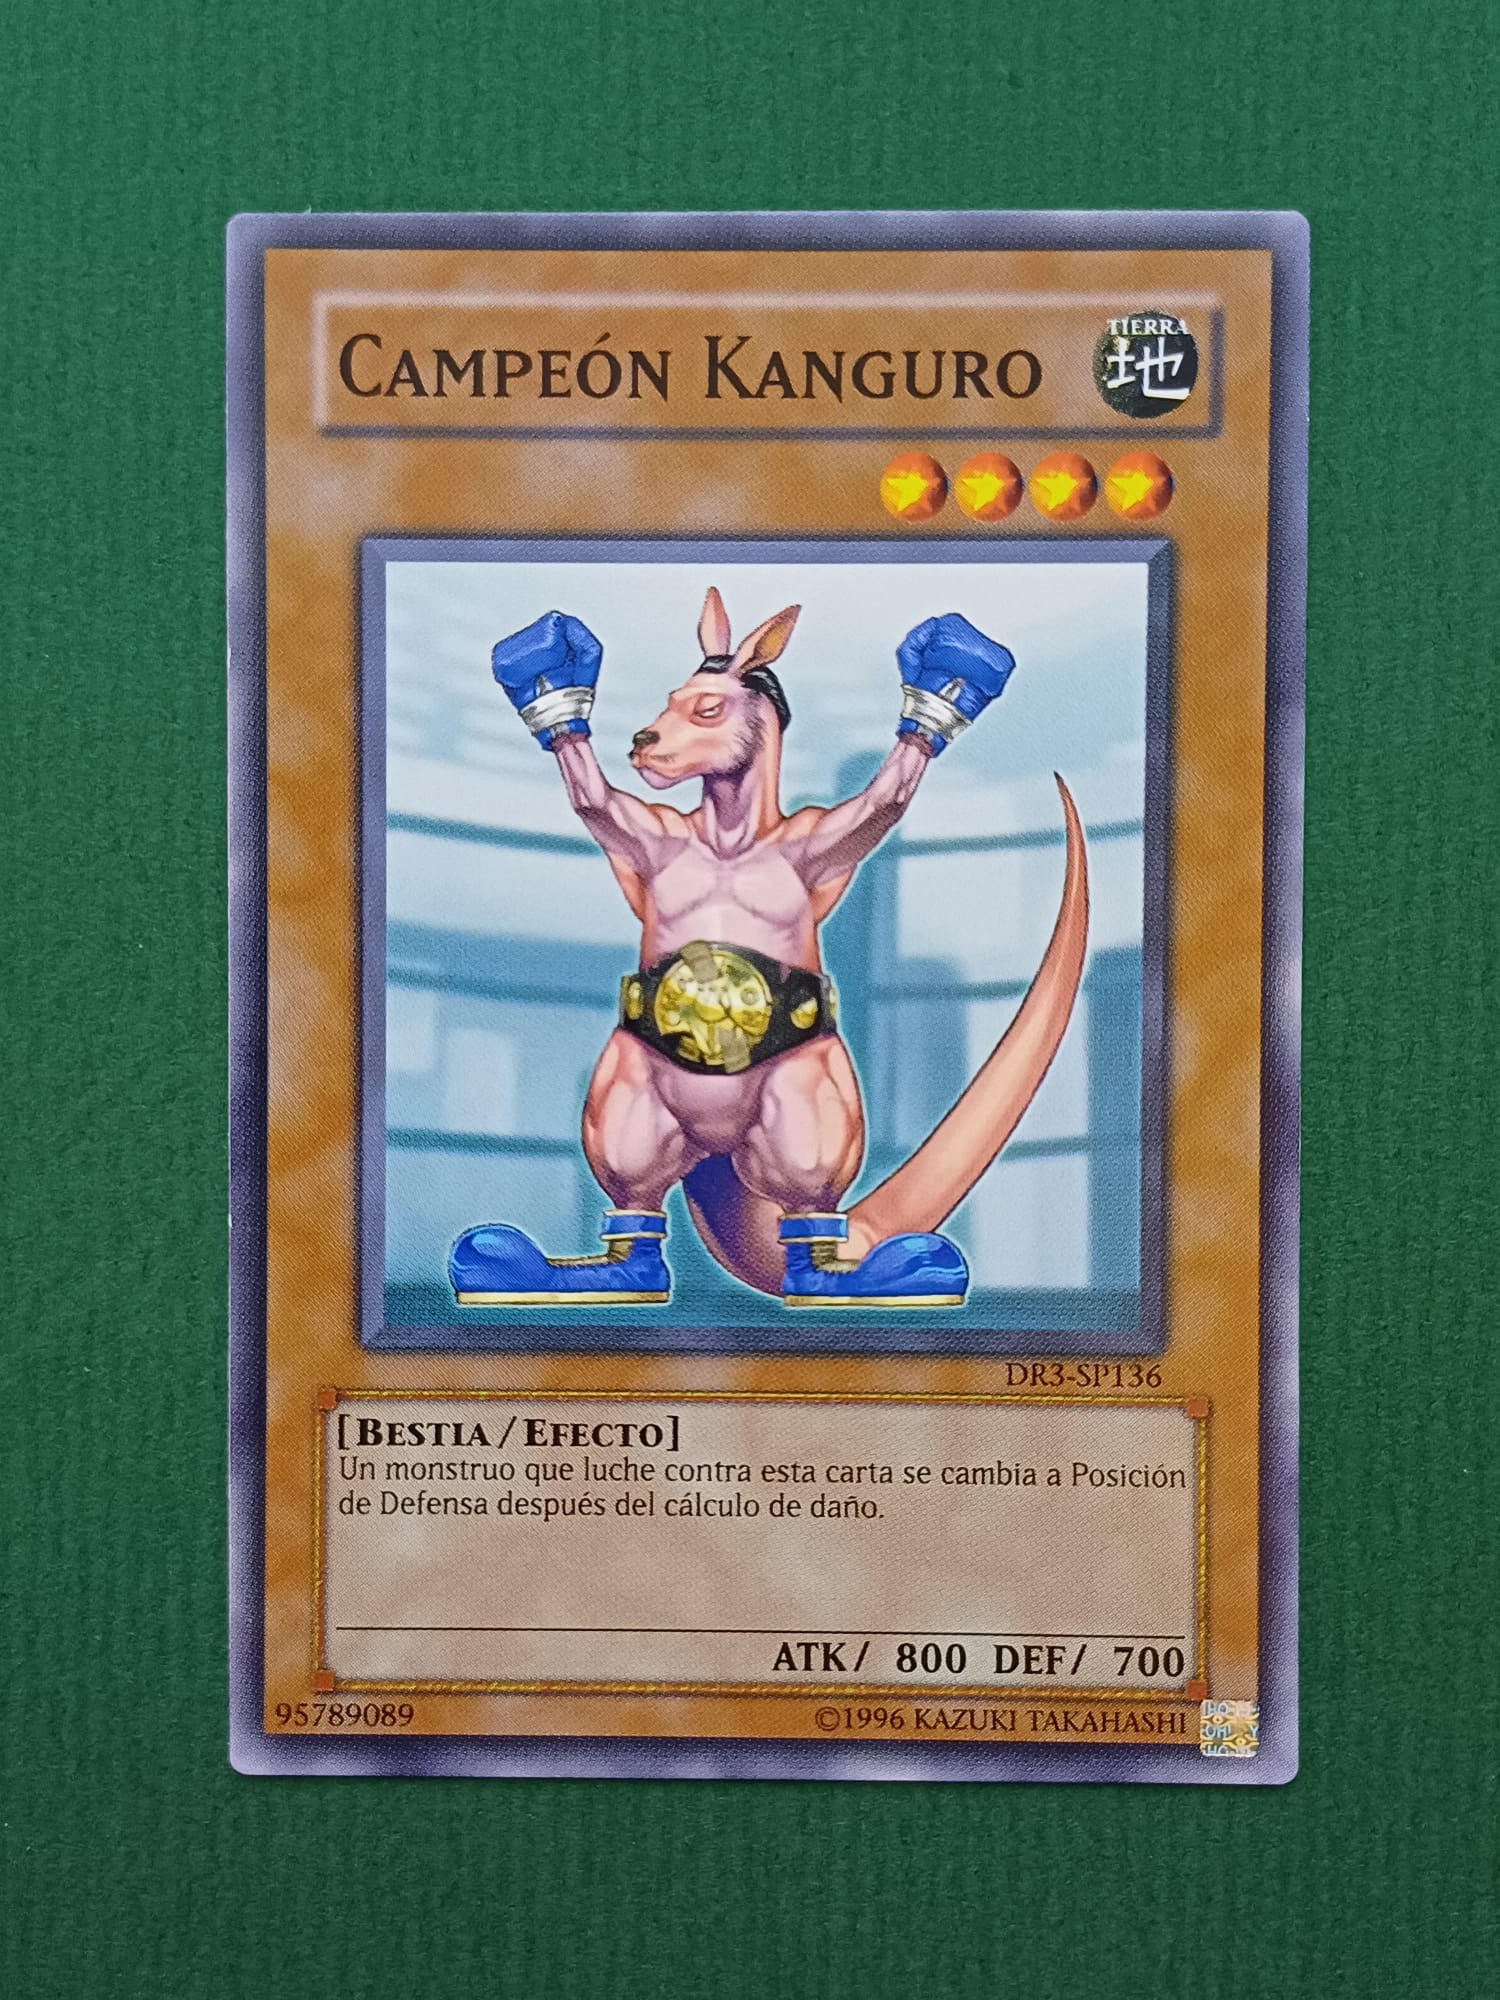 CAMPEÓN KANGURO
TIERRA
地
DR3-SP136
[BESTIA/EFECTO]
Un monstruo que luche contra esta carta se cambia a Posición
de Defensa después del cálculo de daño.
ATK/ 800 DEF/ 700
95789089
©1996 KAZUKI TAKAHASHI